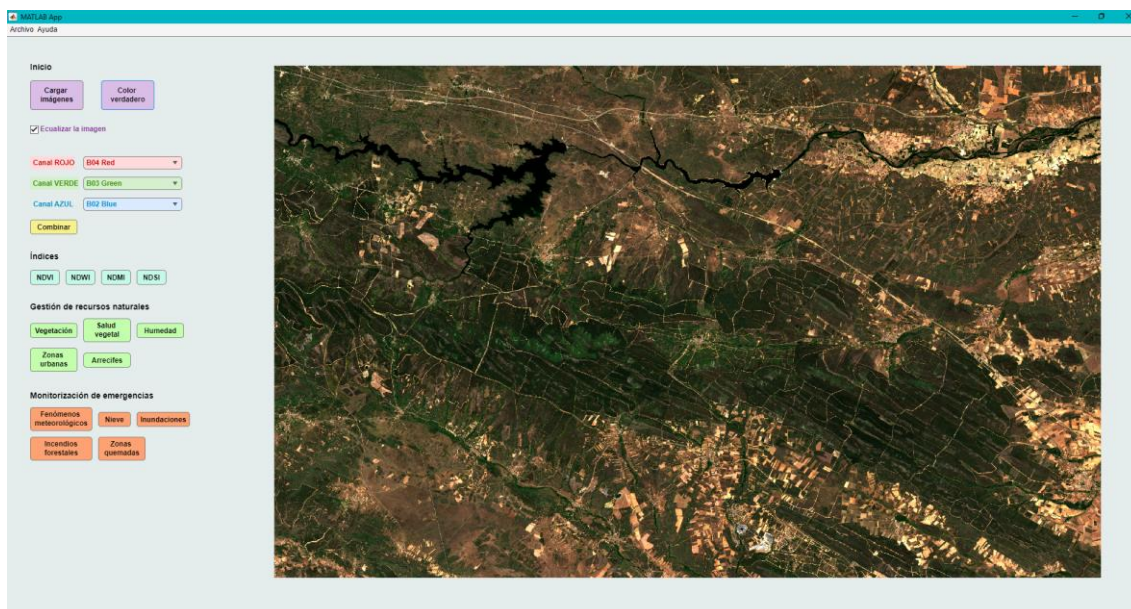 MATLAB App
Archivo Ayuda
Inicio
Cargar
imágenes
Color
verdadero
Ecualizar la imagen
Canal ROJO B04 Red
Canal VERDE B03 Green
Canal AZUL B02 Blue
Combinar
Índices
NDVI NDWI NDMI NDSI
Gestión de recursos naturales
Vegetación
Salud
vegetal
Humedad
Zonas
urbanas
Arrecifes
Monitorización de emergencias
Fenómenos
meteorológicos
Nieve
Inundaciones
Incendios
forestales
Zonas
quemadas